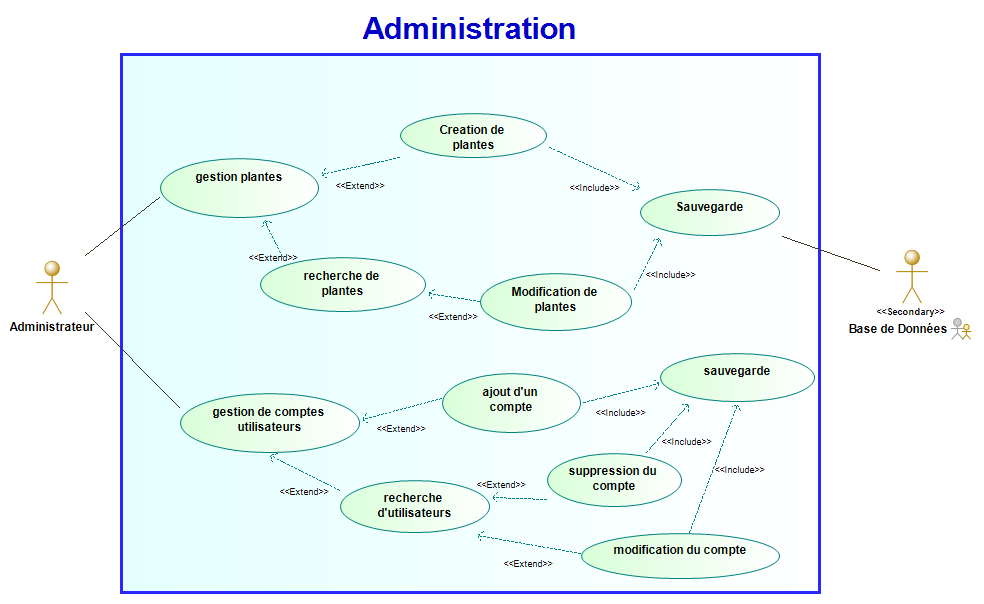 Administration
Creation de
plantes
gestion plantes
<<Extend>>
<<Include>>
Sauvegarde
<<Extend>>
recherche de
plantes
<<Include>>
Modification de
plantes
<<Extend>>
Administrateur
<<Secondary>>
Base de Données
sauvegarde
ajout d'un
compte
gestion de comptes
utilisateurs
<<Include>>
<<Extend>>
<<Include>>
suppression du
compte
<<Include>>
<<Extend>>
<<Extend>>
recherche
d'utilisateurs
modification du compte
<<Extend>>